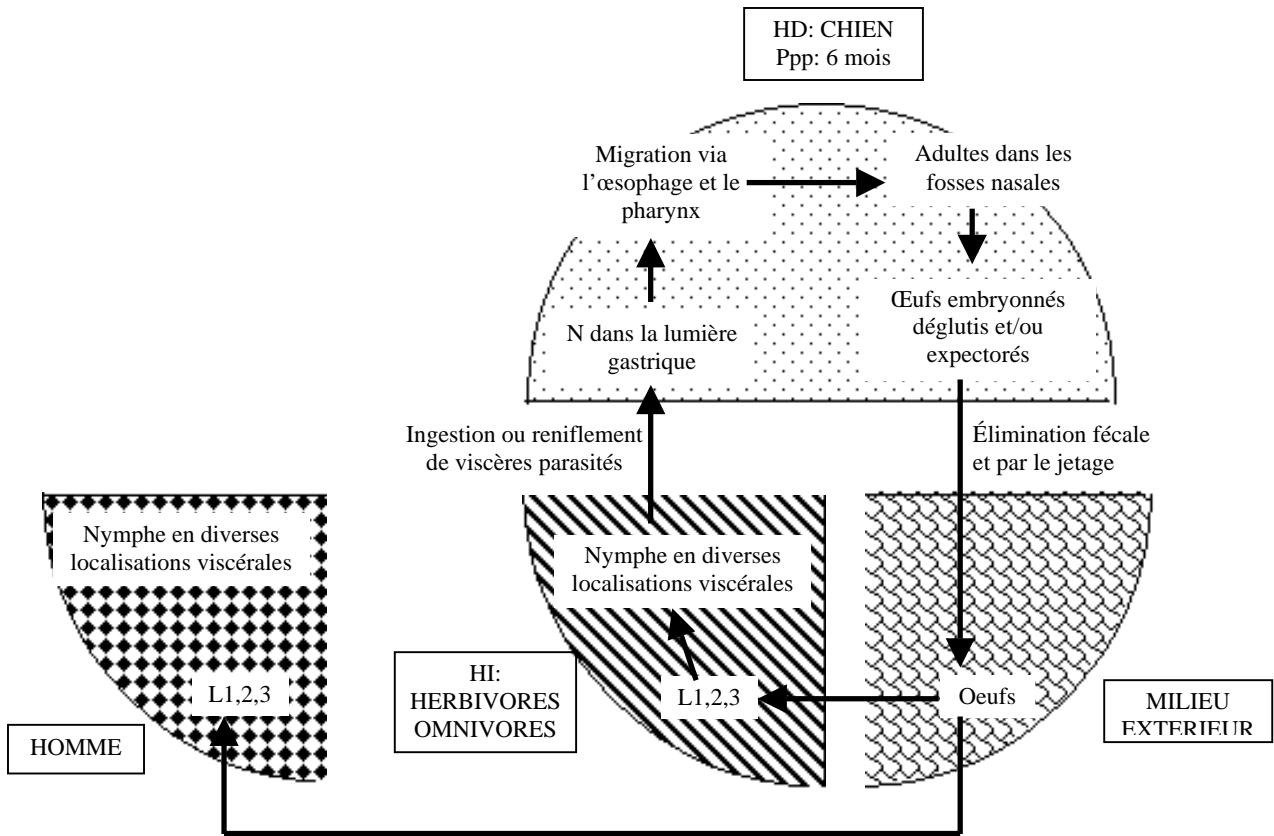 HD: CHIEN
Ppp: 6 mois
Migration via
l'œsophage et le
pharynx
Adultes dans les
fosses nasales
Œufs embryonnés
déglutis et/ou
expectorés
N dans la lumière
gastrique
Ingestion ou reniflement
de viscères parasités
Élimination fécale
et par le jetage
Nymphe en diverses
localisations viscérales
Nymphe en diverses
localisations viscérales
L1,2,3
HI:
HERBIVORES
OMNIVORES
L1,2,3
Oeufs
MILIEU
EXTERIEUR
HOMME